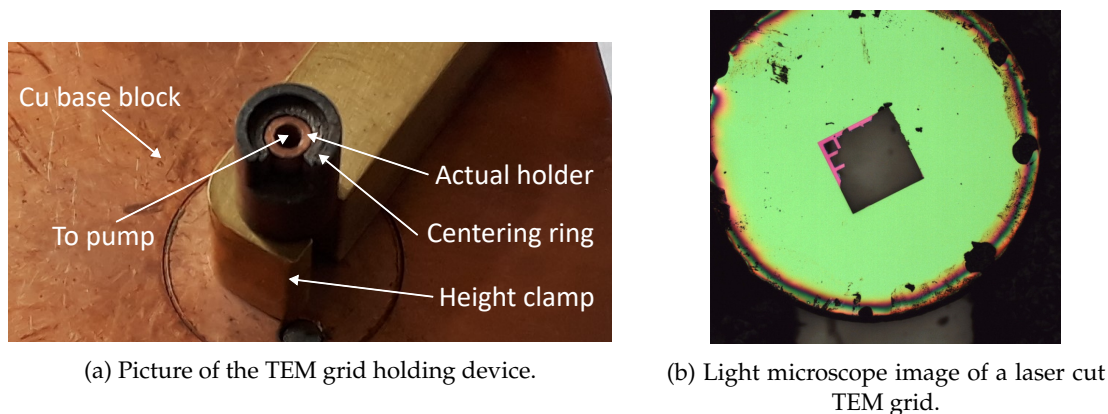 Cu base block
Actual holder
To pump
Centering ring
Height clamp
(a) Picture of the TEM grid holding device.
(b) Light microscope image of a laser cut
TEM grid.